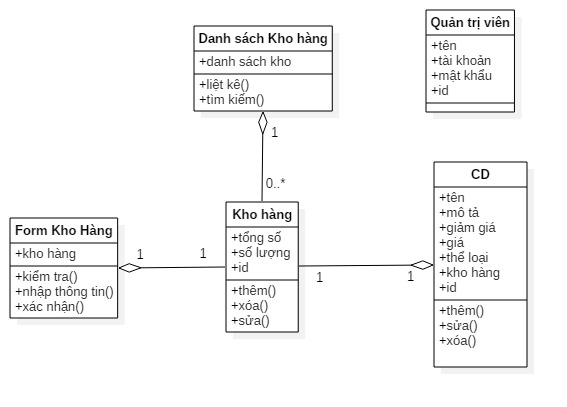 Danh sách Kho hàng
+danh sách kho
+liệt kê()
+tìm kiếm()
1
0..*
Quản trị viên
+tên
+tài khoản
+mật khẩu
+id
Form Kho Hàng
+kho hàng
+kiểm tra()
+nhập thông tin()
+xác nhận()
1
1
Kho hàng
+tổng số
+số lượng
+id
+thêm()
+xóa()
+sửa()
1
1
CD
+tên
+mô tả
+giảm giá
+giá
+thể loại
+kho hàng
+id
+thêm()
+sửa()
+xóa()